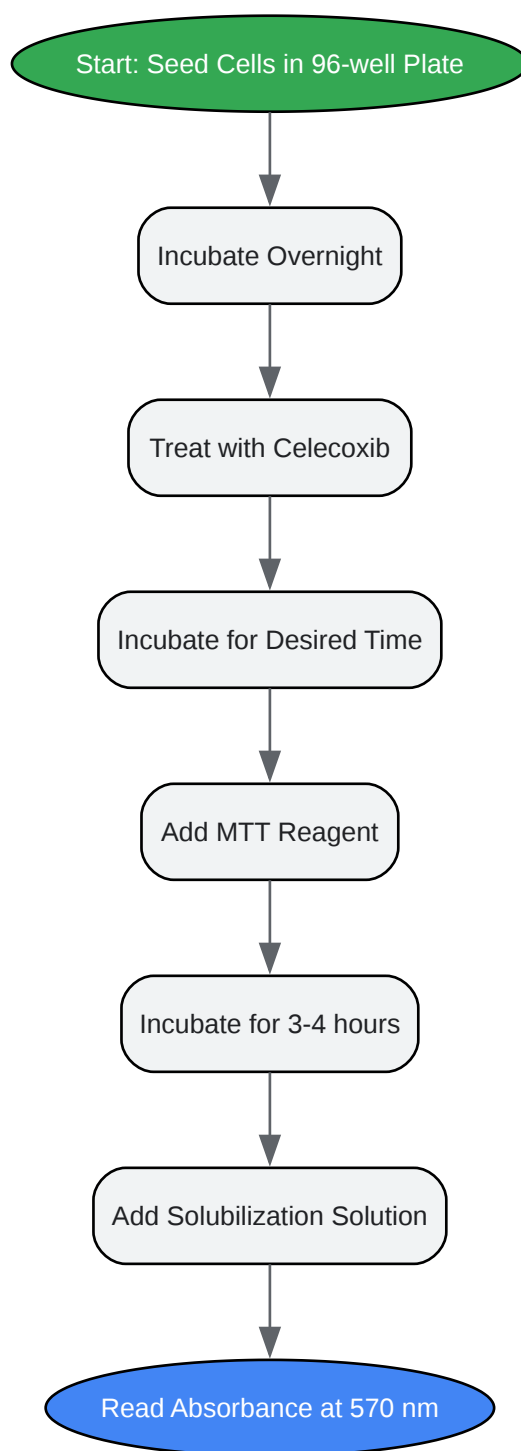 Start: Seed Cells in 96-well Plate
Incubate Overnight
Treat with Celecoxib
Incubate for Desired Time
Add MTT Reagent
Incubate for 3-4 hours
Add Solubilization Solution
Read Absorbance at 570 nm